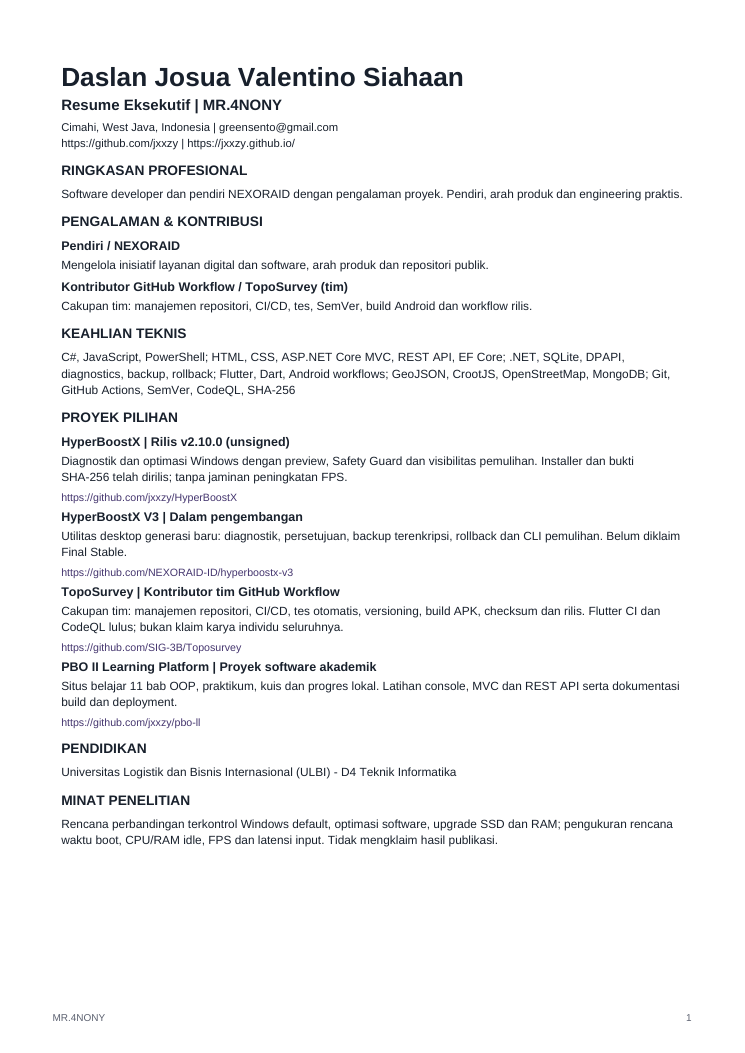 Daslan Josua Valentino Siahaan
Resume Eksekutif | MR.4NONY
Cimahi, West Java, Indonesia | greensento@gmail.com
https://github.com/jxxzy | https://jxxzy.github.io/
RINGKASAN PROFESIONAL
Software developer dan pendiri NEXORAID dengan pengalaman proyek. Pendiri, arah produk dan engineering praktis.
PENGALAMAN & KONTRIBUSI
Pendiri / NEXORAID
Mengelola inisiatif layanan digital dan software, arah produk dan repositori publik.
Kontributor GitHub Workflow / TopoSurvey (tim)
Cakupan tim: manajemen repositori, CI/CD, tes, SemVer, build Android dan workflow rilis.
KEAHLIAN TEKNIS
C#, JavaScript, PowerShell; HTML, CSS, ASP.NET Core MVC, REST API, EF Core; .NET, SQLite, DPAPI,
diagnostics, backup, rollback; Flutter, Dart, Android workflows; GeoJSON, CrootJS, OpenStreetMap, MongoDB; Git,
GitHub Actions, SemVer, CodeQL, SHA-256
PROYEK PILIHAN
HyperBoostX | Rilis v2.10.0 (unsigned)
Diagnostik dan optimasi Windows dengan preview, Safety Guard dan visibilitas pemulihan. Installer dan bukti
SHA-256 telah dirilis; tanpa jaminan peningkatan FPS.
https://github.com/jxxzy/HyperBoostX
HyperBoostX V3 | Dalam pengembangan
Utilitas desktop generasi baru: diagnostik, persetujuan, backup terenkripsi, rollback dan CLI pemulihan. Belum diklaim
Final Stable.
https://github.com/NEXORAID-ID/hyperboostx-v3
TopoSurvey | Kontributor tim GitHub Workflow
Cakupan tim: manajemen repositori, CI/CD, tes otomatis, versioning, build APK, checksum dan rilis. Flutter CI dan
CodeQL lulus; bukan klaim karya individu seluruhnya.
https://github.com/SIG-3B/Toposurvey
PBO II Learning Platform | Proyek software akademik
Situs belajar 11 bab OOP, praktikum, kuis dan progres lokal. Latihan console, MVC dan REST API serta dokumentasi
build dan deployment.
https://github.com/jxxzy/pbo-ll
PENDIDIKAN
Universitas Logistik dan Bisnis Internasional (ULBI) - D4 Teknik Informatika
MINAT PENELITIAN
Rencana perbandingan terkontrol Windows default, optimasi software, upgrade SSD dan RAM; pengukuran rencana
waktu boot, CPU/RAM idle, FPS dan latensi input. Tidak mengklaim hasil publikasi.
MR.4NONY
1